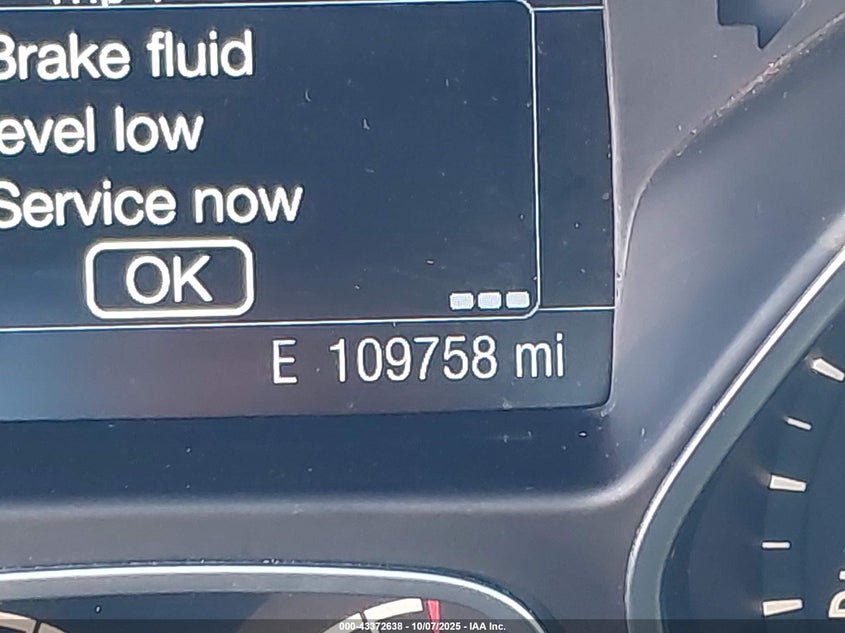 Brake fluid
evel low
Service now
OK
E 109758 mi
000-43372638 - 10/07/2025 - IAA Inc.